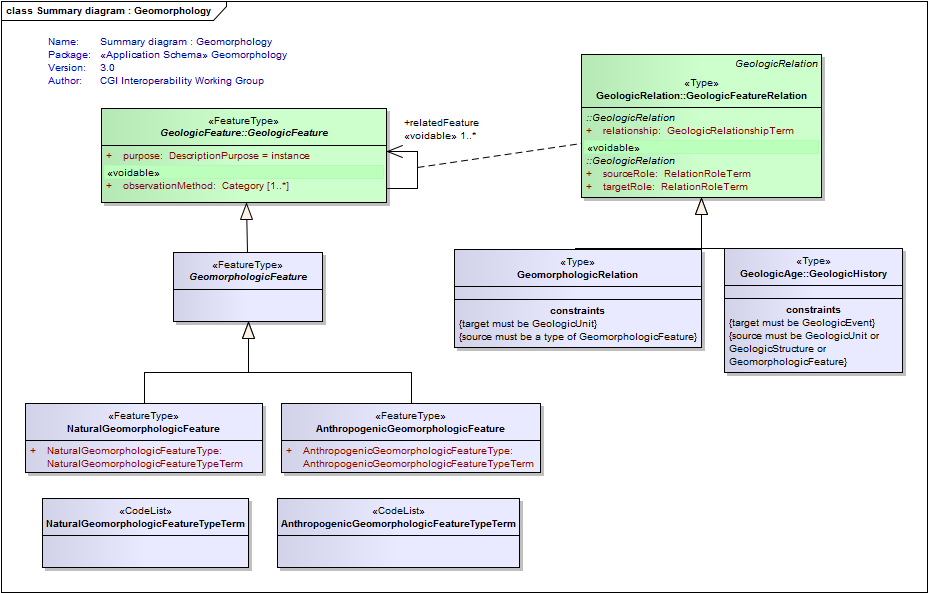 class Summary diagram : Geomorphology
Name: Summary diagram : Geomorphology
Package: «Application Schema» Geomorphology
Version: 3.0
Author: CGI Interoperability Working Group
GeologicRelation
«Type»
GeologicRelation::GeologicFeatureRelation
::GeologicRelation
+ relationship: GeologicRelationshipTerm
«voidable»
::GeologicRelation
+ sourceRole: RelationRoleTerm
+ targetRole: RelationRoleTerm
«FeatureType»
GeologicFeature::GeologicFeature
+ purpose: DescriptionPurpose = instance
«voidable»
+ observationMethod: Category [1..*]
+relatedFeature
«voidable» 1..*
«FeatureType»
GeomorphologicFeature
«Type»
GeomorphologicRelation
constraints
{target must be GeologicUnit}
{source must be a type of GeomorphologicFeature}
«Type»
GeologicAge::GeologicHistory
constraints
{target must be GeologicEvent}
{source must be GeologicUnit or
GeologicStructure or
GeomorphologicFeature}
«FeatureType»
NaturalGeomorphologicFeature
+ NaturalGeomorphologicFeatureType:
NaturalGeomorphologicFeatureTypeTerm
«FeatureType»
AnthropogenicGeomorphologicFeature
+ AnthropogenicGeomorphologicFeatureType:
AnthropogenicGeomorphologicFeatureTypeTerm
«CodeList»
NaturalGeomorphologicFeatureTypeTerm
«CodeList»
AnthropogenicGeomorphologicFeatureTypeTerm